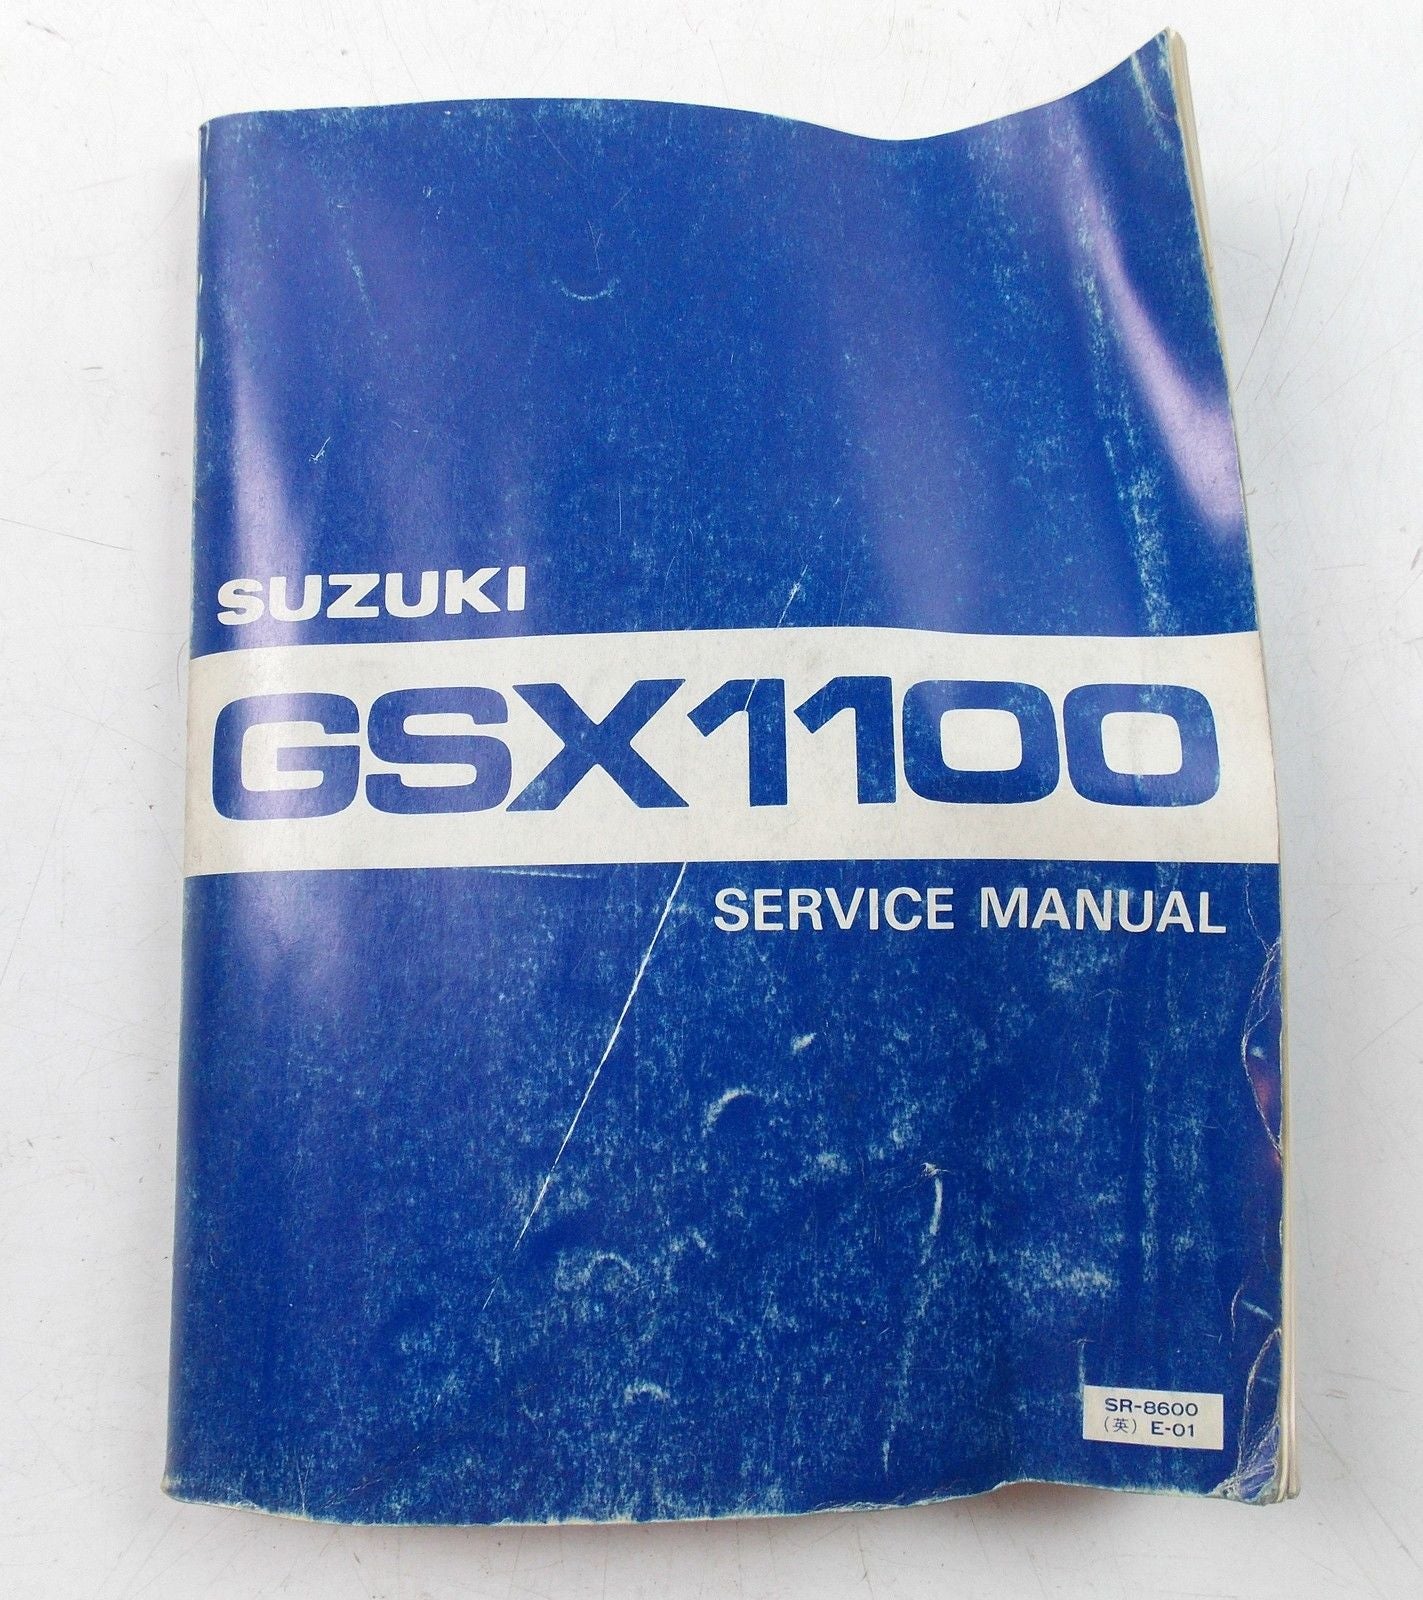 SUZUKI
GSX1100
SERVICE MANUAL
SR-8600
(英) E-01